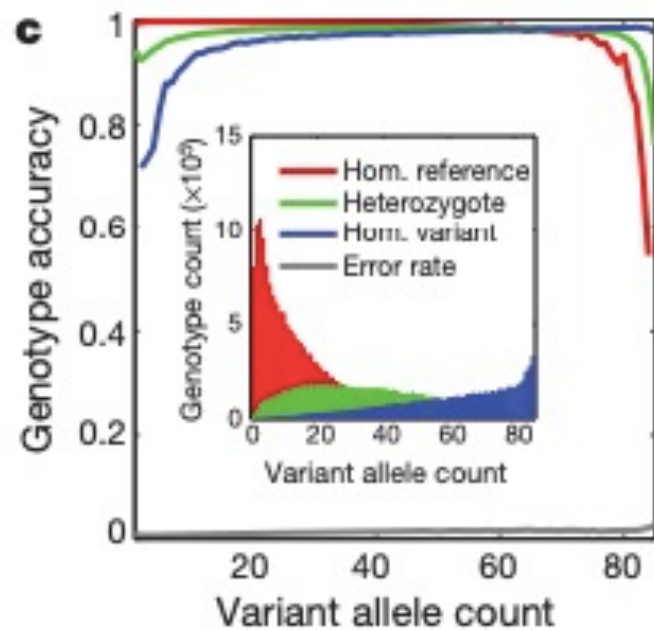 c
1
0.8
0.6
0.4
0.2
0
Genotype accuracy
15
10
5
0
Genotype count
Hom. reference
Heterozygote
Hom. variant
Error rate
0 20 40 60 80
Variant allele count
20 40 60 80
Variant allele count